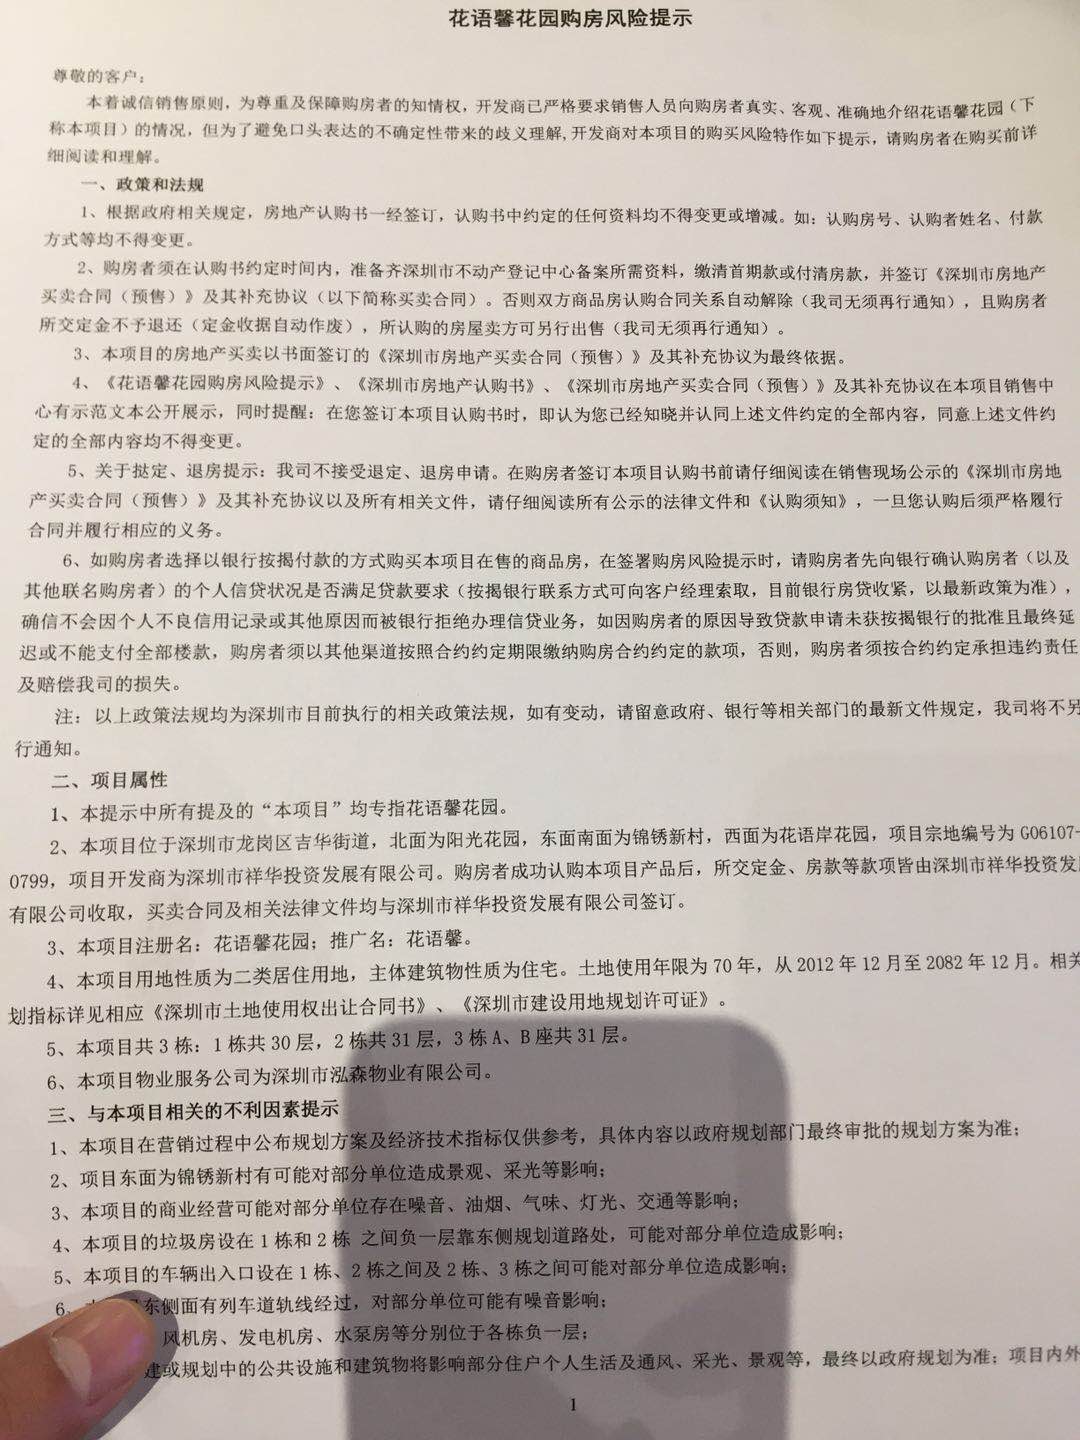 花语馨花园购房风险提示
尊敬的客户：
本着诚信销售原则，为尊重及保障购房者的知情权，开发商已严格要求销售人员向购房者真实、客观、准确地介绍花语馨花园（下
称本项目）的情况，但为了避免口头表达的不确定性带来的歧义理解,开发商对本项目的购买风险特作如下提示，请购房者在购买前详
细阅读和理解。
一、政策和法规
1、根据政府相关规定，房地产认购书一经签订，认购书中约定的任何资料均不得变更或增减。如：认购房号、认购者姓名、付款
方式等均不得变更。
2、购房者须在认购书约定时间内，准备齐深圳市不动产登记中心备案所需资料，缴清首期款或付清房款，并签订《深圳市房地产
买卖合同（预售）》及其补充协议（以下简称买卖合同）。否则双方商品房认购合同关系自动解除（我司无须再行通知），且购房者
所交定金不予退还（定金收据自动作废），所认购的房屋卖方可另行出售（我司无须再行通知）。
3、本项目的房地产买卖以书面签订的《深圳市房地产买卖合同（预售）》及其补充协议为最终依据。
4、《花语馨花园购房风险提示》、《深圳市房地产认购书》、《深圳市房地产买卖合同（预售）》及其补充协议在本项目销售中
心有示范文本公开展示，同时提醒：在您签订本项目认购书时，即认为您已经知晓并认同上述文件约定的全部内容，同意上述文件约
定的全部内容均不得变更。
5、关于挞定、退房提示：我司不接受退定、退房申请。在购房者签订本项目认购书前请仔细阅读在销售现场公示的《深圳市房地
产买卖合同（预售）》及其补充协议以及所有相关文件，请仔细阅读所有公示的法律文件和《认购须知》，一旦您认购后须严格履行
合同并履行相应的义务。
6、如购房者选择以银行按揭付款的方式购买本项目在售的商品房，在签署购房风险提示时，请购房者先向银行确认购房者（以及
其他联名购房者）的个人信贷状况是否满足贷款要求（按揭银行联系方式可向客户经理索取，目前银行房贷收紧，以最新政策为准），
确信不会因个人不良信用记录或其他原因而被银行拒绝办理信贷业务，如因购房者的原因导致贷款申请未获按揭银行的批准且最终延
迟或不能支付全部楼款，购房者须以其他渠道按照合约约定期限缴纳购房合约约定的款项，否则，购房者须按合约约定承担违约责任
及赔偿我司的损失。
注：以上政策法规均为深圳市目前执行的相关政策法规，如有变动，请留意政府、银行等相关部门的最新文件规定，我司将不另
行通知。
二、项目属性
1、本提示中所有提及的“本项目”均专指花语馨花园。
2、本项目位于深圳市龙岗区吉华街道，北面为阳光花园，东面南面为锦锈新村，西面为花语岸花园，项目宗地编号为 G06107-
0799，项目开发商为深圳市祥华投资发展有限公司。购房者成功认购本项目产品后，所交定金、房款等款项皆由深圳市祥华投资发
有限公司收取，买卖合同及相关法律文件均与深圳市祥华投资发展有限公司签订。
3、本项目注册名：花语馨花园；推广名：花语馨。
4、本项目用地性质为二类居住用地，主体建筑物性质为住宅。土地使用年限为 70 年，从 2012 年 12 月至 2082 年 12 月。相关
划指标详见相应《深圳市土地使用权出让合同书》、《深圳市建设用地规划许可证》。
5、本项目共 3 栋：1 栋共 30 层，2 栋共 31 层，3 栋 A、B 座共 31 层。
6、本项目物业服务公司为深圳市泓森物业有限公司。
三、与本项目相关的不利因素提示
1、本项目在营销过程中公布规划方案及经济技术指标仅供参考，具体内容以政府规划部门最终审批的规划方案为准；
2、项目东面为锦锈新村有可能对部分单位造成景观、采光等影响；
3、本项目的商业经营可能对部分单位存在噪音、油烟、气味、灯光、交通等影响；
4、本项目的垃圾房设在 1 栋和 2 栋 之间负一层靠东侧规划道路处，可能对部分单位造成影响；
5、本项目的车辆出入口设在 1 栋、2 栋之间及 2 栋、3 栋之间可能对部分单位造成影响；
6、东侧面有列车道轨线经过，对部分单位可能有噪音影响；
风机房、发电机房、水泵房等分别位于各栋负一层；
建或规划中的公共设施和建筑物将影响部分住户个人生活及通风、采光、景观等，最终以政府规划为准；项目内外
1